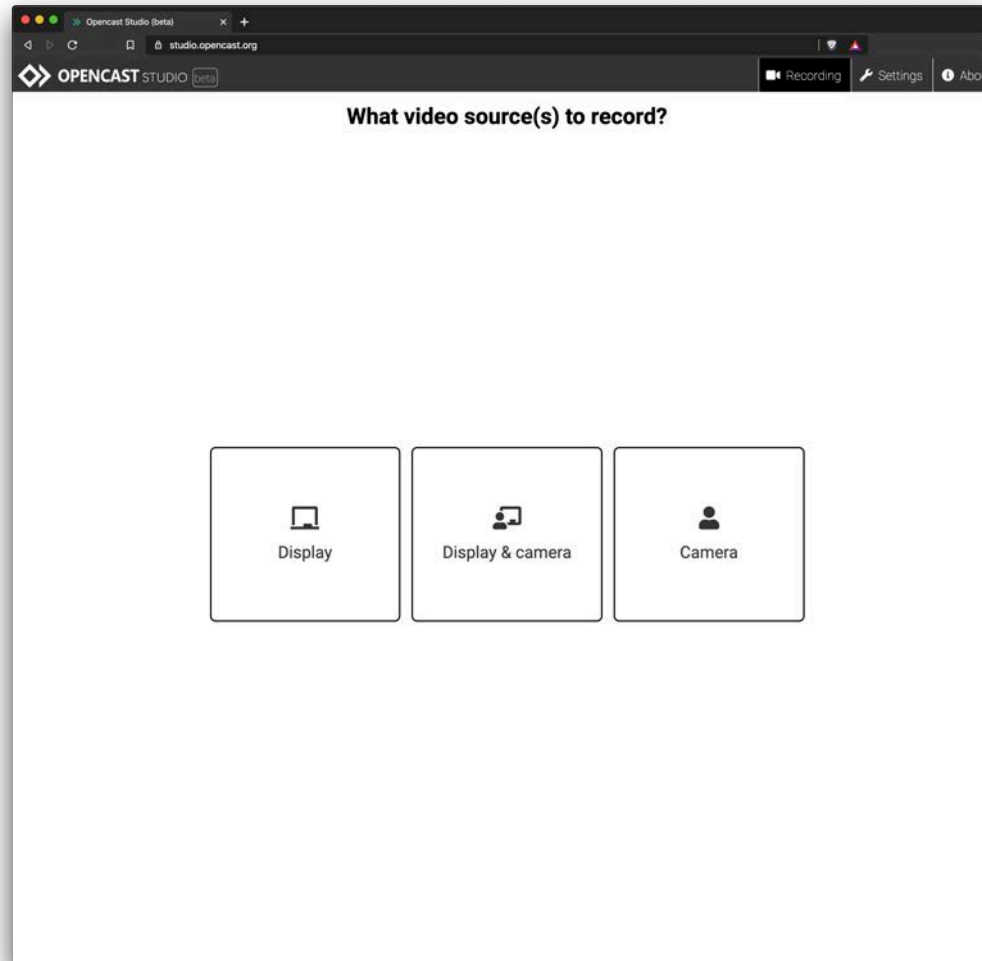 Opencast Studio (beta)
studio.opencast.org
OPENCAST STUDIO beta
Recording
Settings
Abou
What video source(s) to record?
Display
Display & camera
Camera